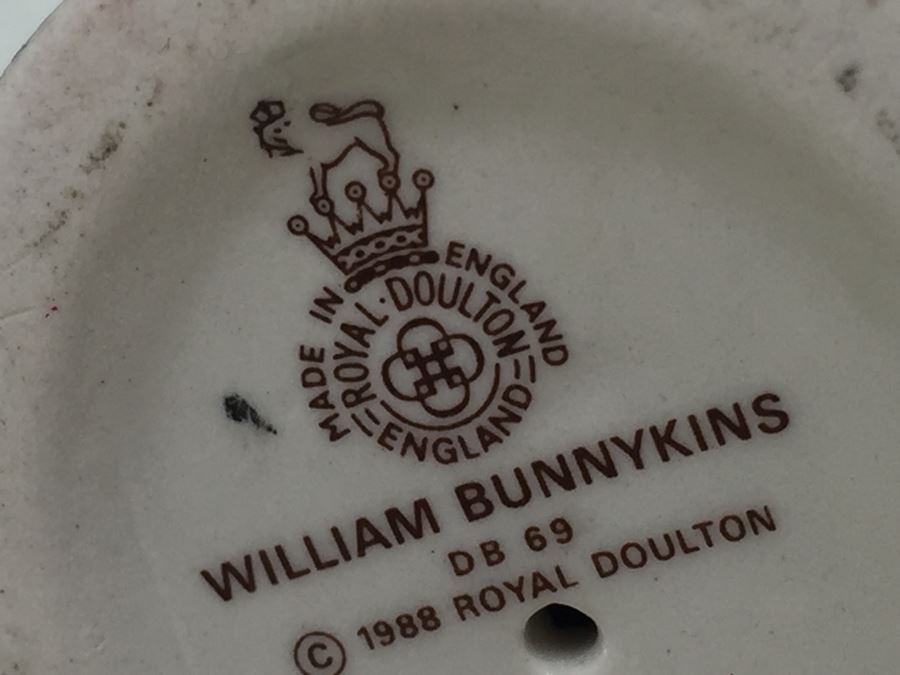 MADE IN ENGLAND
ROYAL·DOULTON
ENGLAND
WILLIAM BUNNYKINS
DB 69
© 1988 ROYAL DOULTON